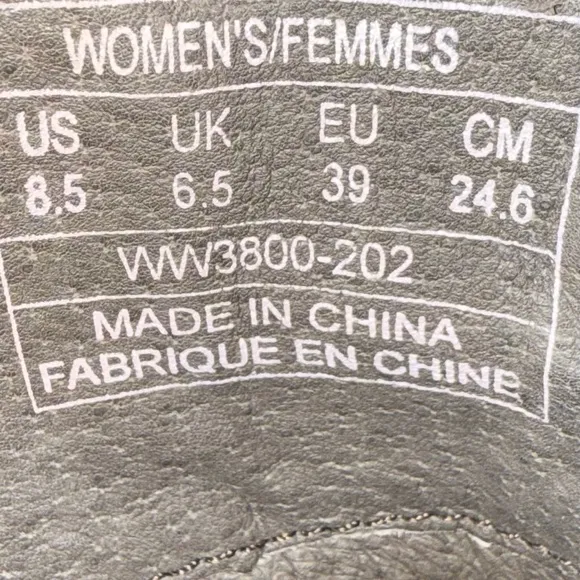 WOMEN'S/FEMMES
US UK EU CM
8.5 6.5 39 24.6
WW3800-202
MADE IN CHINA
FABRIQUE EN CHINE